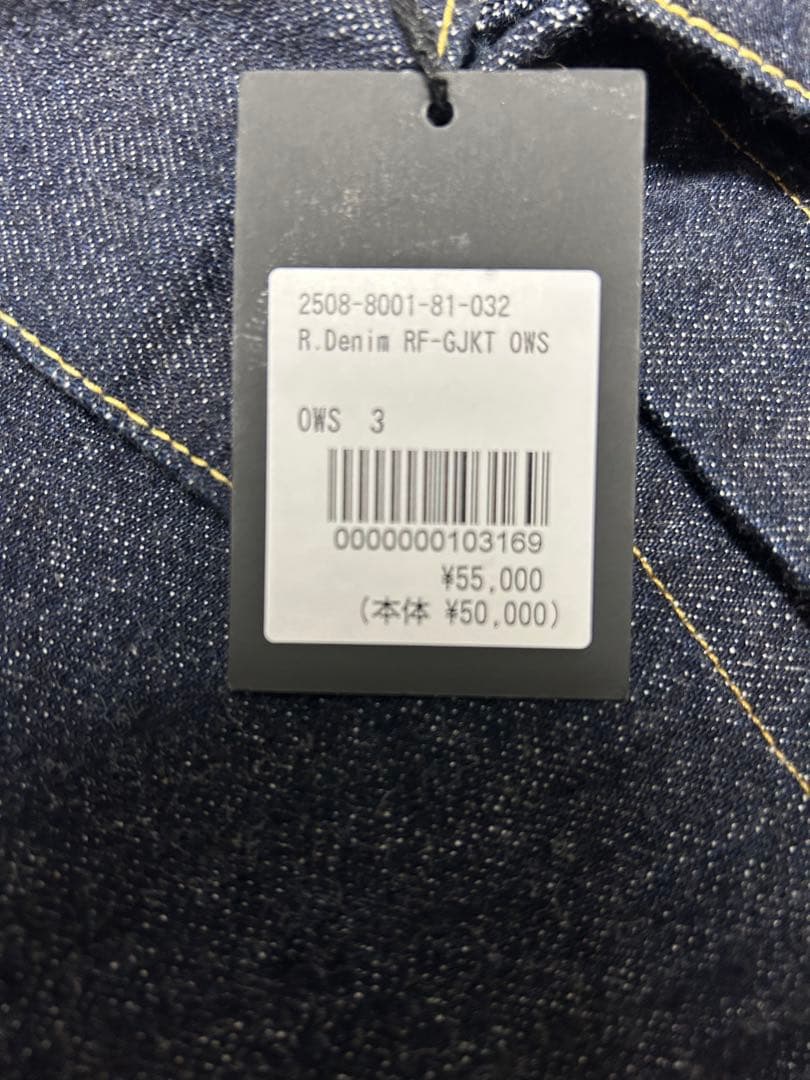 2508-8001-81-032
R.Denim RF-GJKT OWS
OWS 3
0000000103169
¥55,000
(本体 ¥50,000)